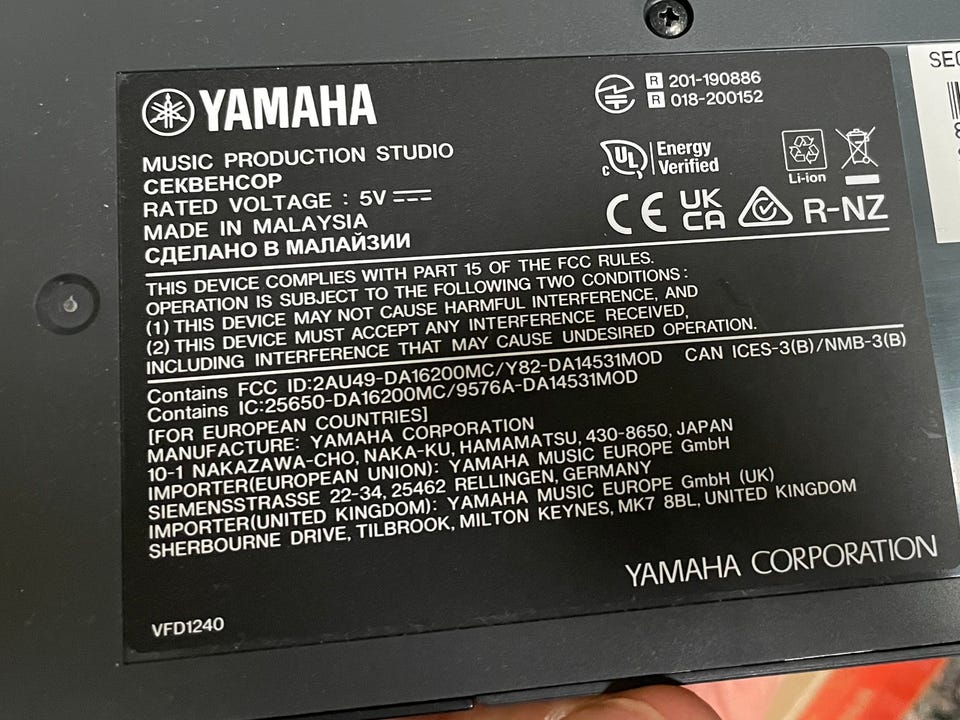 YAMAHA
R 201-190886
R 018-200152
MUSIC PRODUCTION STUDIO
СЕКВЕНСОР
RATED VOLTAGE : 5V
MADE IN MALAYSIA
СДЕЛАНО В МАЛАЙЗИИ
c UL Energy Verified
Li-ion
CE UK CA R-NZ
THIS DEVICE COMPLIES WITH PART 15 OF THE FCC RULES.
OPERATION IS SUBJECT TO THE FOLLOWING TWO CONDITIONS :
(1) THIS DEVICE MAY NOT CAUSE HARMFUL INTERFERENCE, AND
(2) THIS DEVICE MUST ACCEPT ANY INTERFERENCE RECEIVED,
INCLUDING INTERFERENCE THAT MAY CAUSE UNDESIRED OPERATION.
Contains FCC ID:2AU49-DA16200MC/Y82-DA14531MOD CAN ICES-3(B)/NMB-3(B)
Contains IC:25650-DA16200MC/9576A-DA14531MOD
[FOR EUROPEAN COUNTRIES]
MANUFACTURE: YAMAHA CORPORATION
10-1 NAKAZAWA-CHO, NAKA-KU, HAMAMATSU, 430-8650, JAPAN
IMPORTER(EUROPEAN UNION): YAMAHA MUSIC EUROPE GmbH
SIEMENSSTRASSE 22-34, 25462 RELLINGEN, GERMANY
IMPORTER(UNITED KINGDOM): YAMAHA MUSIC EUROPE GmbH (UK)
SHERBOURNE DRIVE, TILBROOK, MILTON KEYNES, MK7 8BL, UNITED KINGDOM
YAMAHA CORPORATION
VFD1240